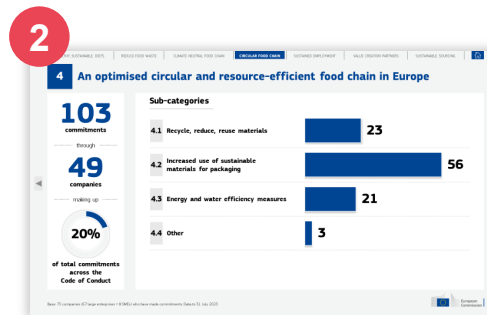 2
REDUCE FOOD WASTE
CLIMATE NEUTRAL FOOD CHAIN
CIRCULAR FOOD CHAIN
SUSTAINED EMPLOYMENT
VALUE CREATION PARTNERS
SUSTAINABLE SOURCING
4 An optimised circular and resource-efficient food chain in Europe
103
commitments
through
49
companies
making up
20%
of total commitments
across the
Code of Conduct
Sub-categories
4.1 Recycle, reduce, reuse materials 23
4.2 Increased use of sustainable
materials for packaging 56
4.3 Energy and water efficiency measures 21
4.4 Other 3
European
Commission